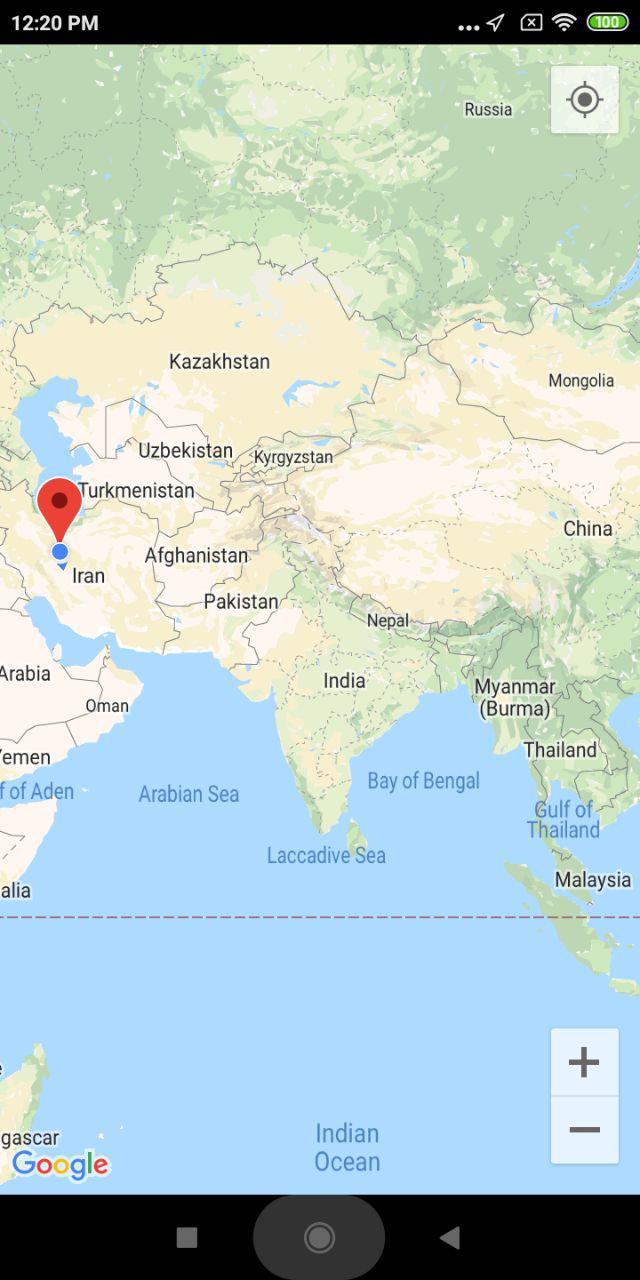 12:20 PM
100
Russia
Kazakhstan
Mongolia
Uzbekistan
Kyrgyzstan
Turkmenistan
China
Afghanistan
Iran
Pakistan
Nepal
Arabia
India
Myanmar
(Burma)
Oman
Yemen
Thailand
f of Aden
Arabian Sea
Bay of Bengal
Gulf of
Thailand
Laccadive Sea
Malaysia
alia
gascar
Indian
Ocean
Google